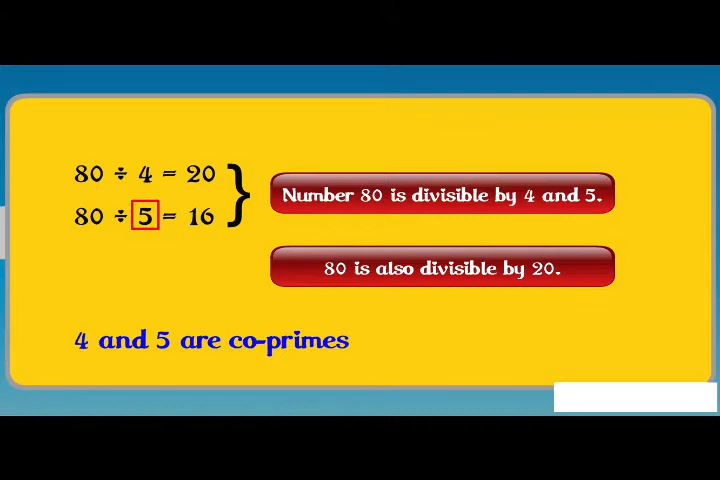 80 ÷ 4 = 20
80 ÷ 5 = 16
Number 80 is divisible by 4 and 5.
80 is also divisible by 20.
4 and 5 are co-primes